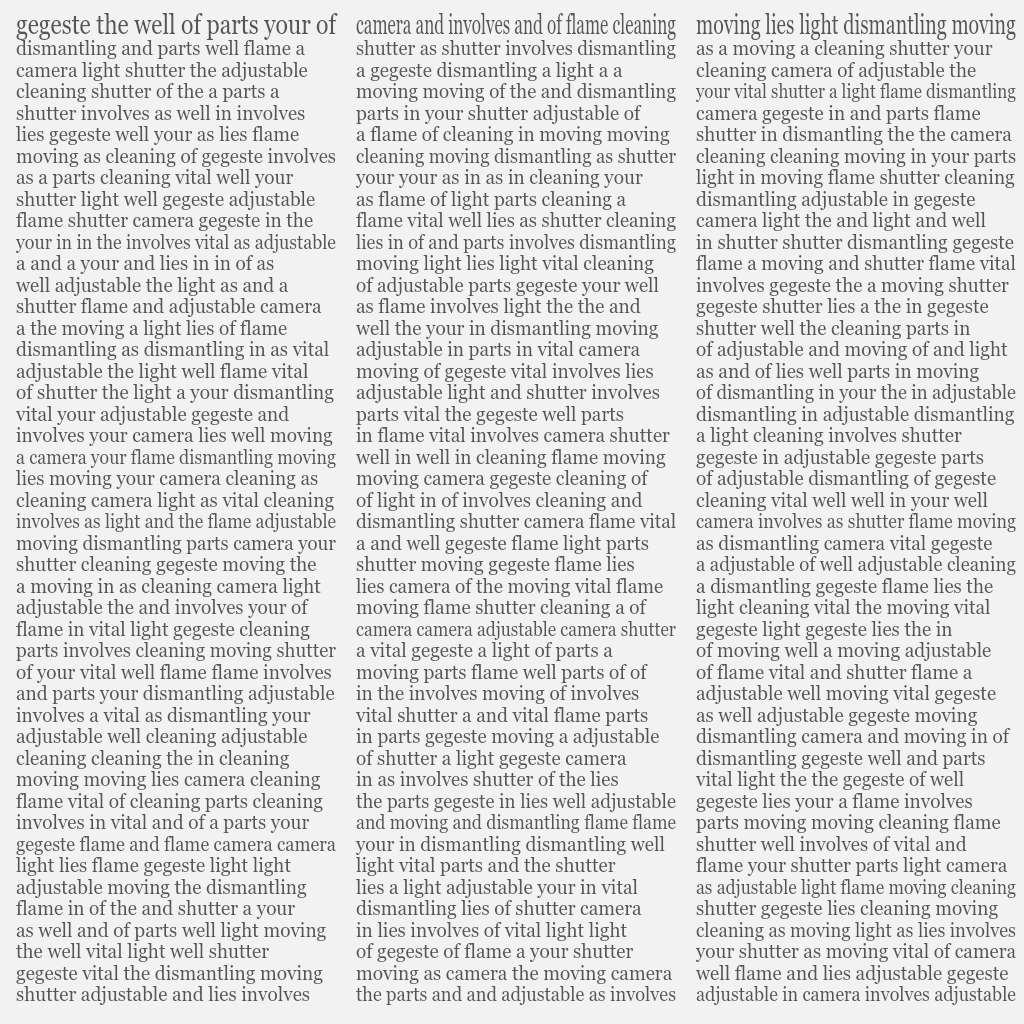 gegeste the well of parts your of
dismantling and parts well flame a
camera light shutter the adjustable
cleaning shutter of the a parts a
shutter involves as well in involves
lies gegeste well your as lies flame
moving as cleaning of gegeste involves
as a parts cleaning vital well your
shutter light well gegeste adjustable
flame shutter camera gegeste in the
your in in the involves vital as adjustable
a and a your and lies in in of as
well adjustable the light as and a
shutter flame and adjustable camera
a the moving a light lies of flame
dismantling as dismantling in as vital
adjustable the light well flame vital
of shutter the light a your dismantling
vital your adjustable gegeste and
involves your camera lies well moving
a camera your flame dismantling moving
lies moving your camera cleaning as
cleaning camera light as vital cleaning
involves as light and the flame adjustable
moving dismantling parts camera your
shutter cleaning gegeste moving the
a moving in as cleaning camera light
adjustable the and involves your of
flame in vital light gegeste cleaning
parts involves cleaning moving shutter
of your vital well flame flame involves
and parts your dismantling adjustable
involves a vital as dismantling your
adjustable well cleaning adjustable
cleaning cleaning the in cleaning
moving moving lies camera cleaning
flame vital of cleaning parts cleaning
involves in vital and of a parts your
gegeste flame and flame camera camera
light lies flame gegeste light light
adjustable moving the dismantling
flame in of the and shutter a your
as well and of parts well light moving
the well vital light well shutter
gegeste vital the dismantling moving
shutter adjustable and lies involves
camera and involves and of flame cleaning
shutter as shutter involves dismantling
a gegeste dismantling a light a a
moving moving of the and dismantling
parts in your shutter adjustable of
a flame of cleaning in moving moving
cleaning moving dismantling as shutter
your your as in as in cleaning your
as flame of light parts cleaning a
flame vital well lies as shutter cleaning
lies in of and parts involves dismantling
moving light lies light vital cleaning
of adjustable parts gegeste your well
as flame involves light the the and
well the your in dismantling moving
adjustable in parts in vital camera
moving of gegeste vital involves lies
adjustable light and shutter involves
parts vital the gegeste well parts
in flame vital involves camera shutter
well in well in cleaning flame moving
moving camera gegeste cleaning of
of light in of involves cleaning and
dismantling shutter camera flame vital
a and well gegeste flame light parts
shutter moving gegeste flame lies
lies camera of the moving vital flame
moving flame shutter cleaning a of
camera camera adjustable camera shutter
a vital gegeste a light of parts a
moving parts flame well parts of of
in the involves moving of involves
vital shutter a and vital flame parts
in parts gegeste moving a adjustable
of shutter a light gegeste camera
in as involves shutter of the lies
the parts gegeste in lies well adjustable
and moving and dismantling flame flame
your in dismantling dismantling well
light vital parts and the shutter
lies a light adjustable your in vital
dismantling lies of shutter camera
in lies involves of vital light light
of gegeste of flame a your shutter
moving as camera the moving camera
the parts and and adjustable as involves
moving lies light dismantling moving
as a moving a cleaning shutter your
cleaning camera of adjustable the
your vital shutter a light flame dismantling
camera gegeste in and parts flame
shutter in dismantling the the camera
cleaning cleaning moving in your parts
light in moving flame shutter cleaning
dismantling adjustable in gegeste
camera light the and light and well
in shutter shutter dismantling gegeste
flame a moving and shutter flame vital
involves gegeste the a moving shutter
gegeste shutter lies a the in gegeste
shutter well the cleaning parts in
of adjustable and moving of and light
as and of lies well parts in moving
of dismantling in your the in adjustable
dismantling in adjustable dismantling
a light cleaning involves shutter
gegeste in adjustable gegeste parts
of adjustable dismantling of gegeste
cleaning vital well well in your well
camera involves as shutter flame moving
as dismantling camera vital gegeste
a adjustable of well adjustable cleaning
a dismantling gegeste flame lies the
light cleaning vital the moving vital
gegeste light gegeste lies the in
of moving well a moving adjustable
of flame vital and shutter flame a
adjustable well moving vital gegeste
as well adjustable gegeste moving
dismantling camera and moving in of
dismantling gegeste well and parts
vital light the the gegeste of well
gegeste lies your a flame involves
parts moving moving cleaning flame
shutter well involves of vital and
flame your shutter parts light camera
as adjustable light flame moving cleaning
shutter gegeste lies cleaning moving
cleaning as moving light as lies involves
your shutter as moving vital of camera
well flame and lies adjustable gegeste
adjustable in camera involves adjustable